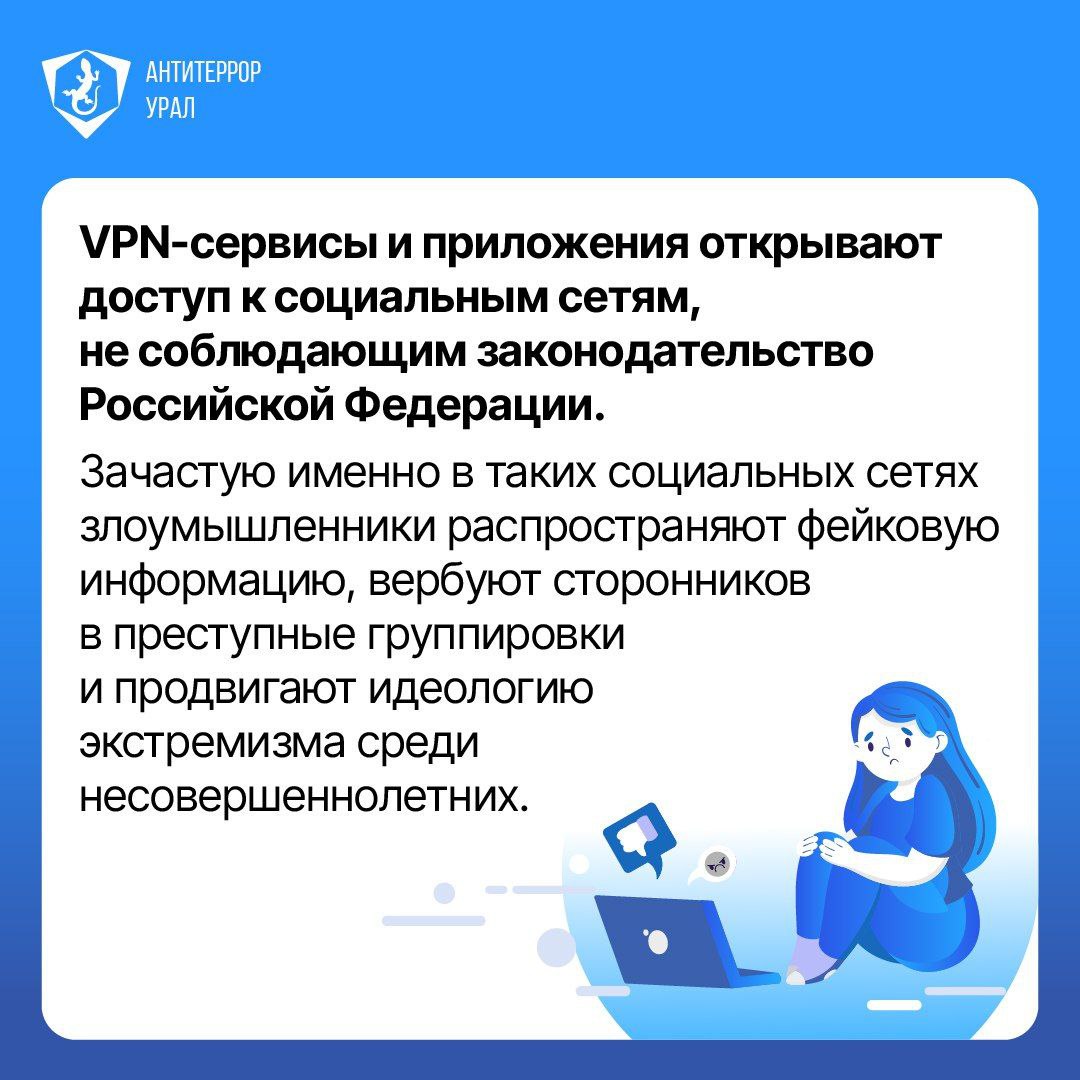 АНТИТЕРРОР
УРАЛ
VPN-сервисы и приложения открывают
доступ к социальным сетям,
не соблюдающим законодательство
Российской Федерации.
Зачастую именно в таких социальных сетях
злоумышленники распространяют фейковую
информацию, вербуют сторонников
в преступные группировки
и продвигают идеологию
экстремизма среди
несовершеннолетних.